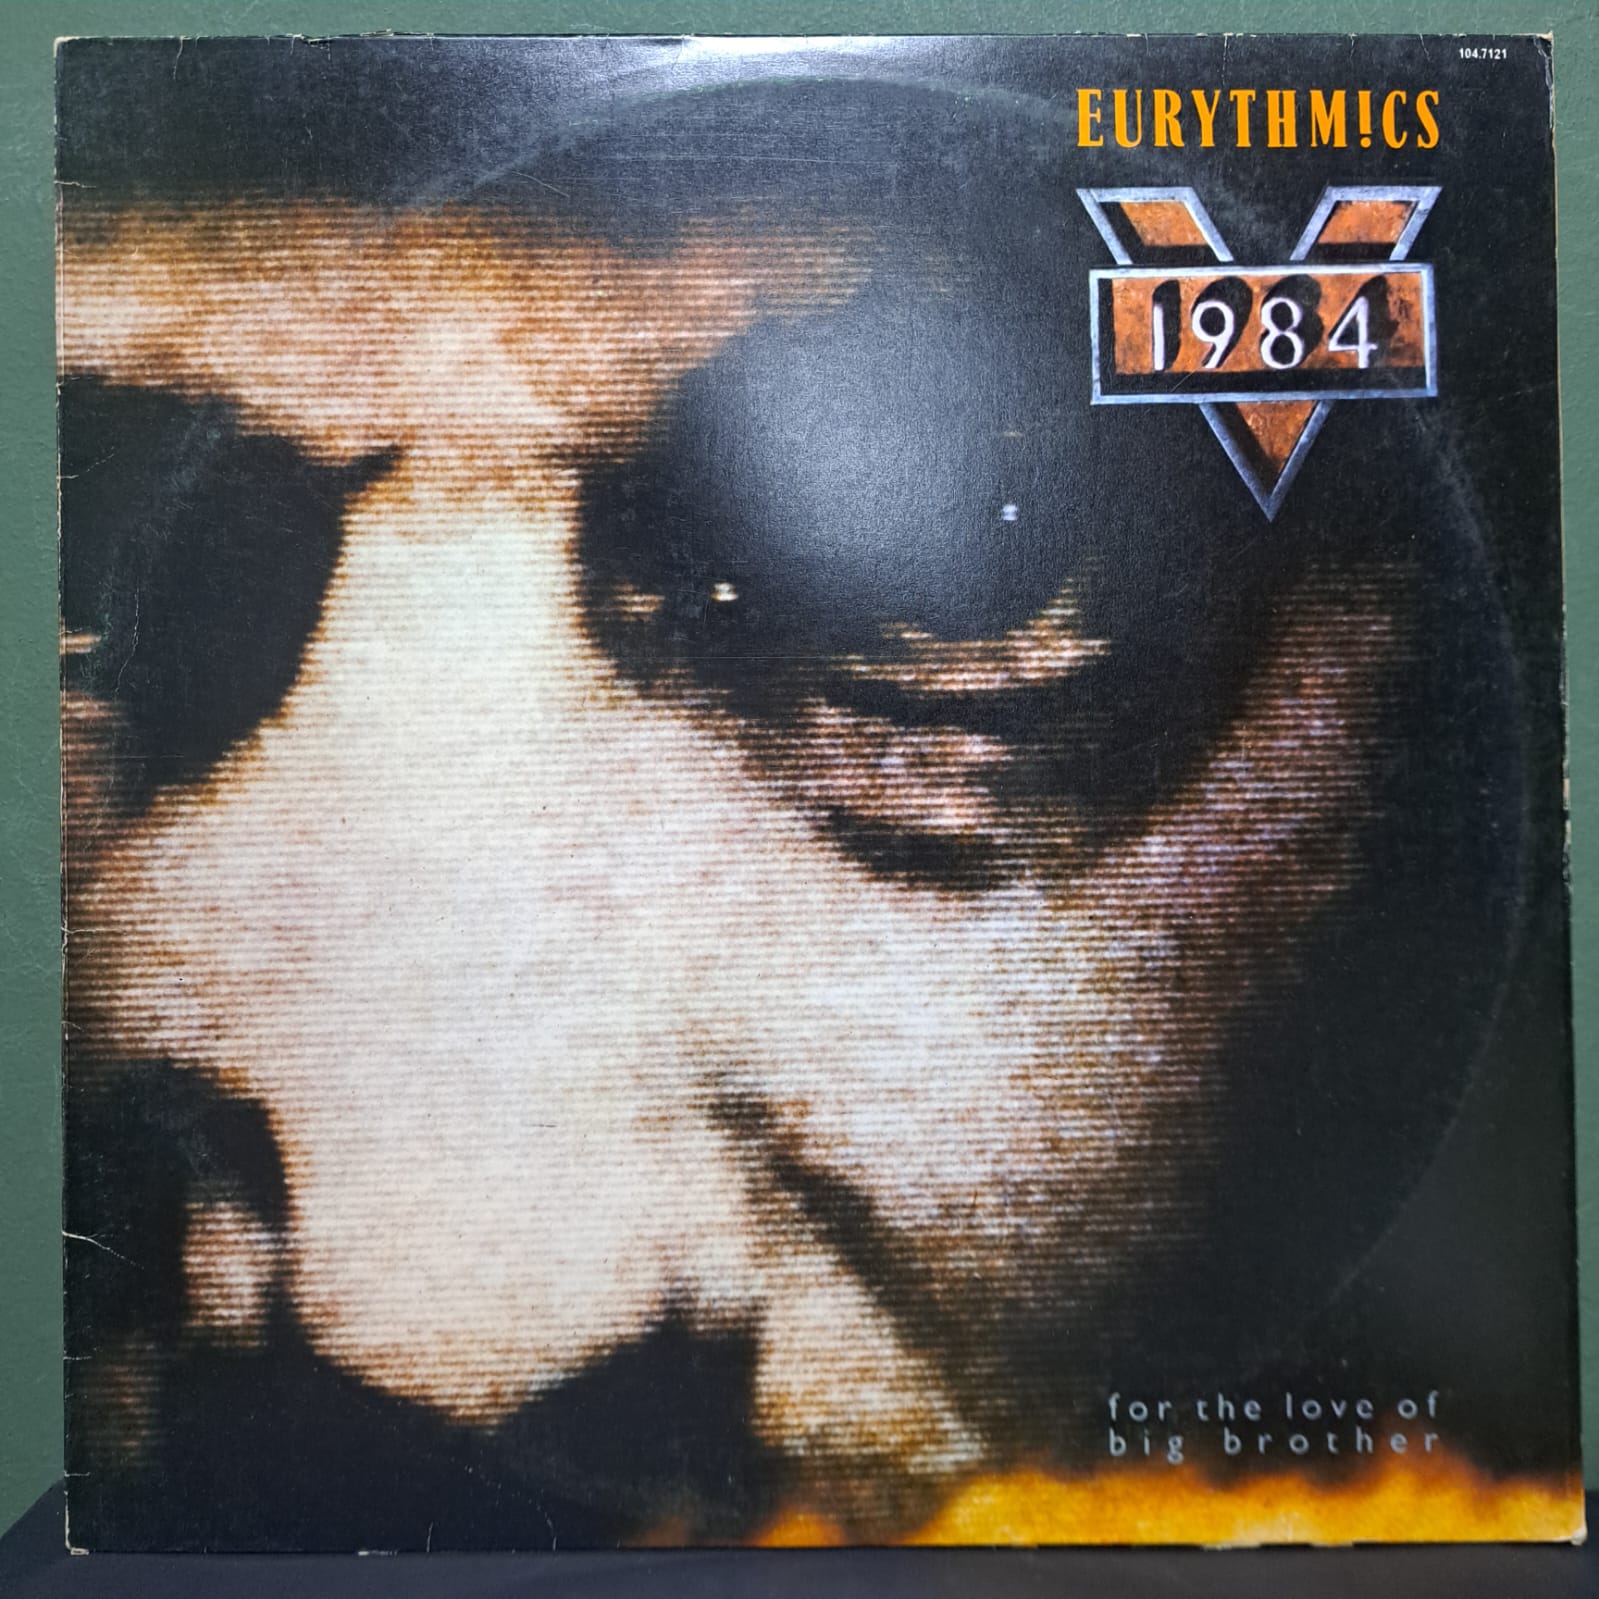 104.7121
EURYTHM!CS
1984
for the love of
big brother